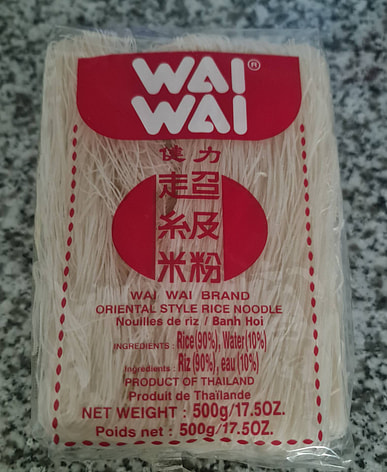 WAI®
WAI
健力
超
級
米粉
WAI WAI BRAND
ORIENTAL STYLE RICE NOODLE
Nouilles de riz / Banh Hoi
INGREDIENTS : Rice(90%), Water(10%)
Ingredients : Riz (90%), eau(10%)
PRODUCT OF THAILAND
Produit de Thaïlande
NET WEIGHT : 500g/17.5OZ.
Poids net : 500g/17.5OZ.